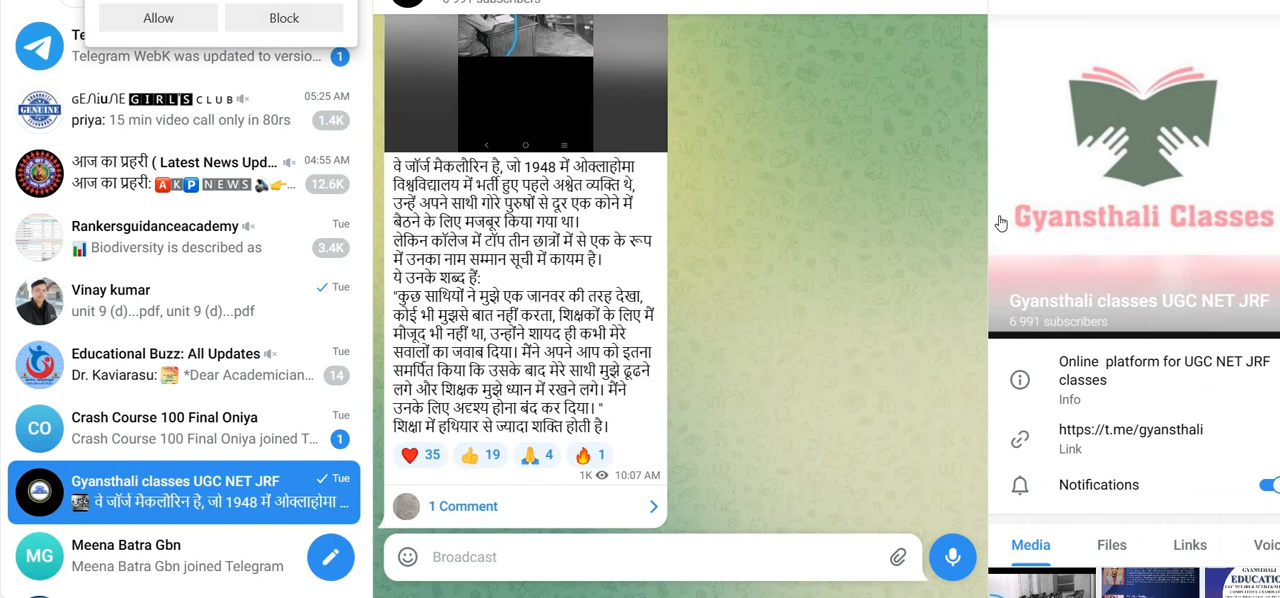 Allow Block
Te
Telegram WebK was updated to versio... 1
ɢEՈiuՈE GIRL'S ᴄʟᴜʙ 05:25 AM
priya: 15 min video call only in 80rs 1.4K
आज का प्रहरी ( Latest News Upd... 04:55 AM
आज का प्रहरी: 🅰🇰🅿 NEWS 🔊👉... 12.6K
Rankersguidanceacademy Tue
📊 Biodiversity is described as 3.4K
Vinay kumar Tue
unit 9 (d)...pdf, unit 9 (d)...pdf
Educational Buzz: All Updates Tue
Dr. Kaviarasu: 📅 *Dear Academician... 14
CO
Crash Course 100 Final Oniya Tue
Crash Course 100 Final Oniya joined T... 1
Gyansthali classes UGC NET JRF Tue
वे जॉर्ज मैकलौरिन है, जो 1948 में ओक्लाहोमा ...
MG
Meena Batra Gbn
Meena Batra Gbn joined Telegram
वे जॉर्ज मैकलौरिन है, जो 1948 में ओक्लाहोमा
विश्वविद्यालय में भर्ती हुए पहले अश्वेत व्यक्ति थे,
उन्हें अपने साथी गोरे पुरुषों से दूर एक कोने में
बैठने के लिए मजबूर किया गया था।
लेकिन कॉलेज में टॉप तीन छात्रों में से एक के रूप
में उनका नाम सम्मान सूची में कायम है।
ये उनके शब्द हैं:
"कुछ साथियों ने मुझे एक जानवर की तरह देखा,
कोई भी मुझसे बात नहीं करता, शिक्षकों के लिए मैं
मौजूद भी नहीं था, उन्होंने शायद ही कभी मेरे
सवालों का जवाब दिया। मैंने अपने आप को इतना
समर्पित किया कि उसके बाद मेरे साथी मुझे ढूढने
लगे और शिक्षक मुझे ध्यान में रखने लगे। मैंने
उनके लिए अदृश्य होना बंद कर दिया। "
शिक्षा में हथियार से ज्यादा शक्ति होती है।
❤️ 35 👍 19 🙏 4 🔥 1
1K 10:07 AM
1 Comment
Broadcast
Gyansthali Classes
Gyansthali classes UGC NET JRF
6 991 subscribers
Online platform for UGC NET JRF
classes
Info
https://t.me/gyansthali
Link
Notifications
Media Files Links Voic
GYANSTHALI
EDUCATIO